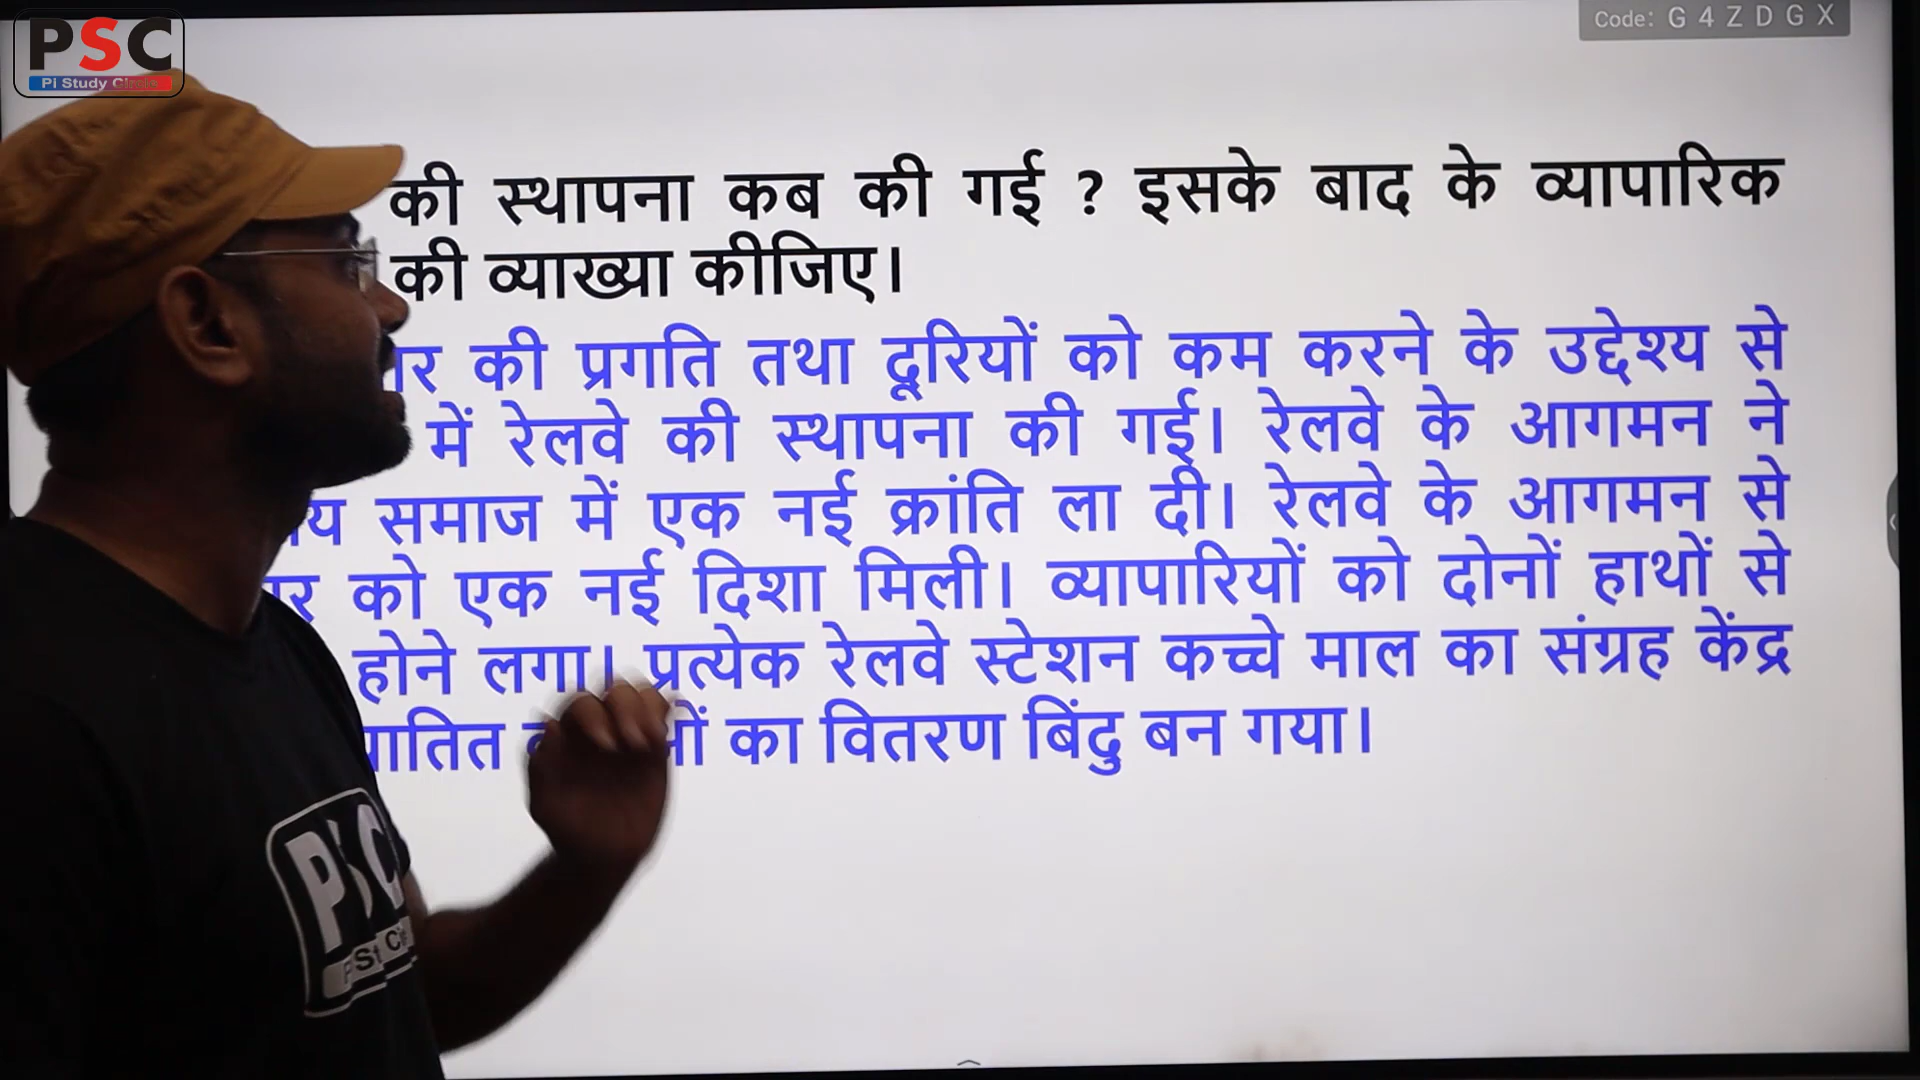 PSC
Pi Study Circle
Code: G 4 Z D G X
की स्थापना कब की गई ? इसके बाद के व्यापारिक
की व्याख्या कीजिए।
की प्रगति तथा दूरियों को कम करने के उद्देश्य से
में रेलवे की स्थापना की गई। रेलवे के आगमन ने
समाज में एक नई क्रांति ला दी। रेलवे के आगमन से
को एक नई दिशा मिली। व्यापारियों को दोनों हाथों से
होने लगा। प्रत्येक रेलवे स्टेशन कच्चे माल का संग्रह केंद्र
का वितरण बिंदु बन गया।